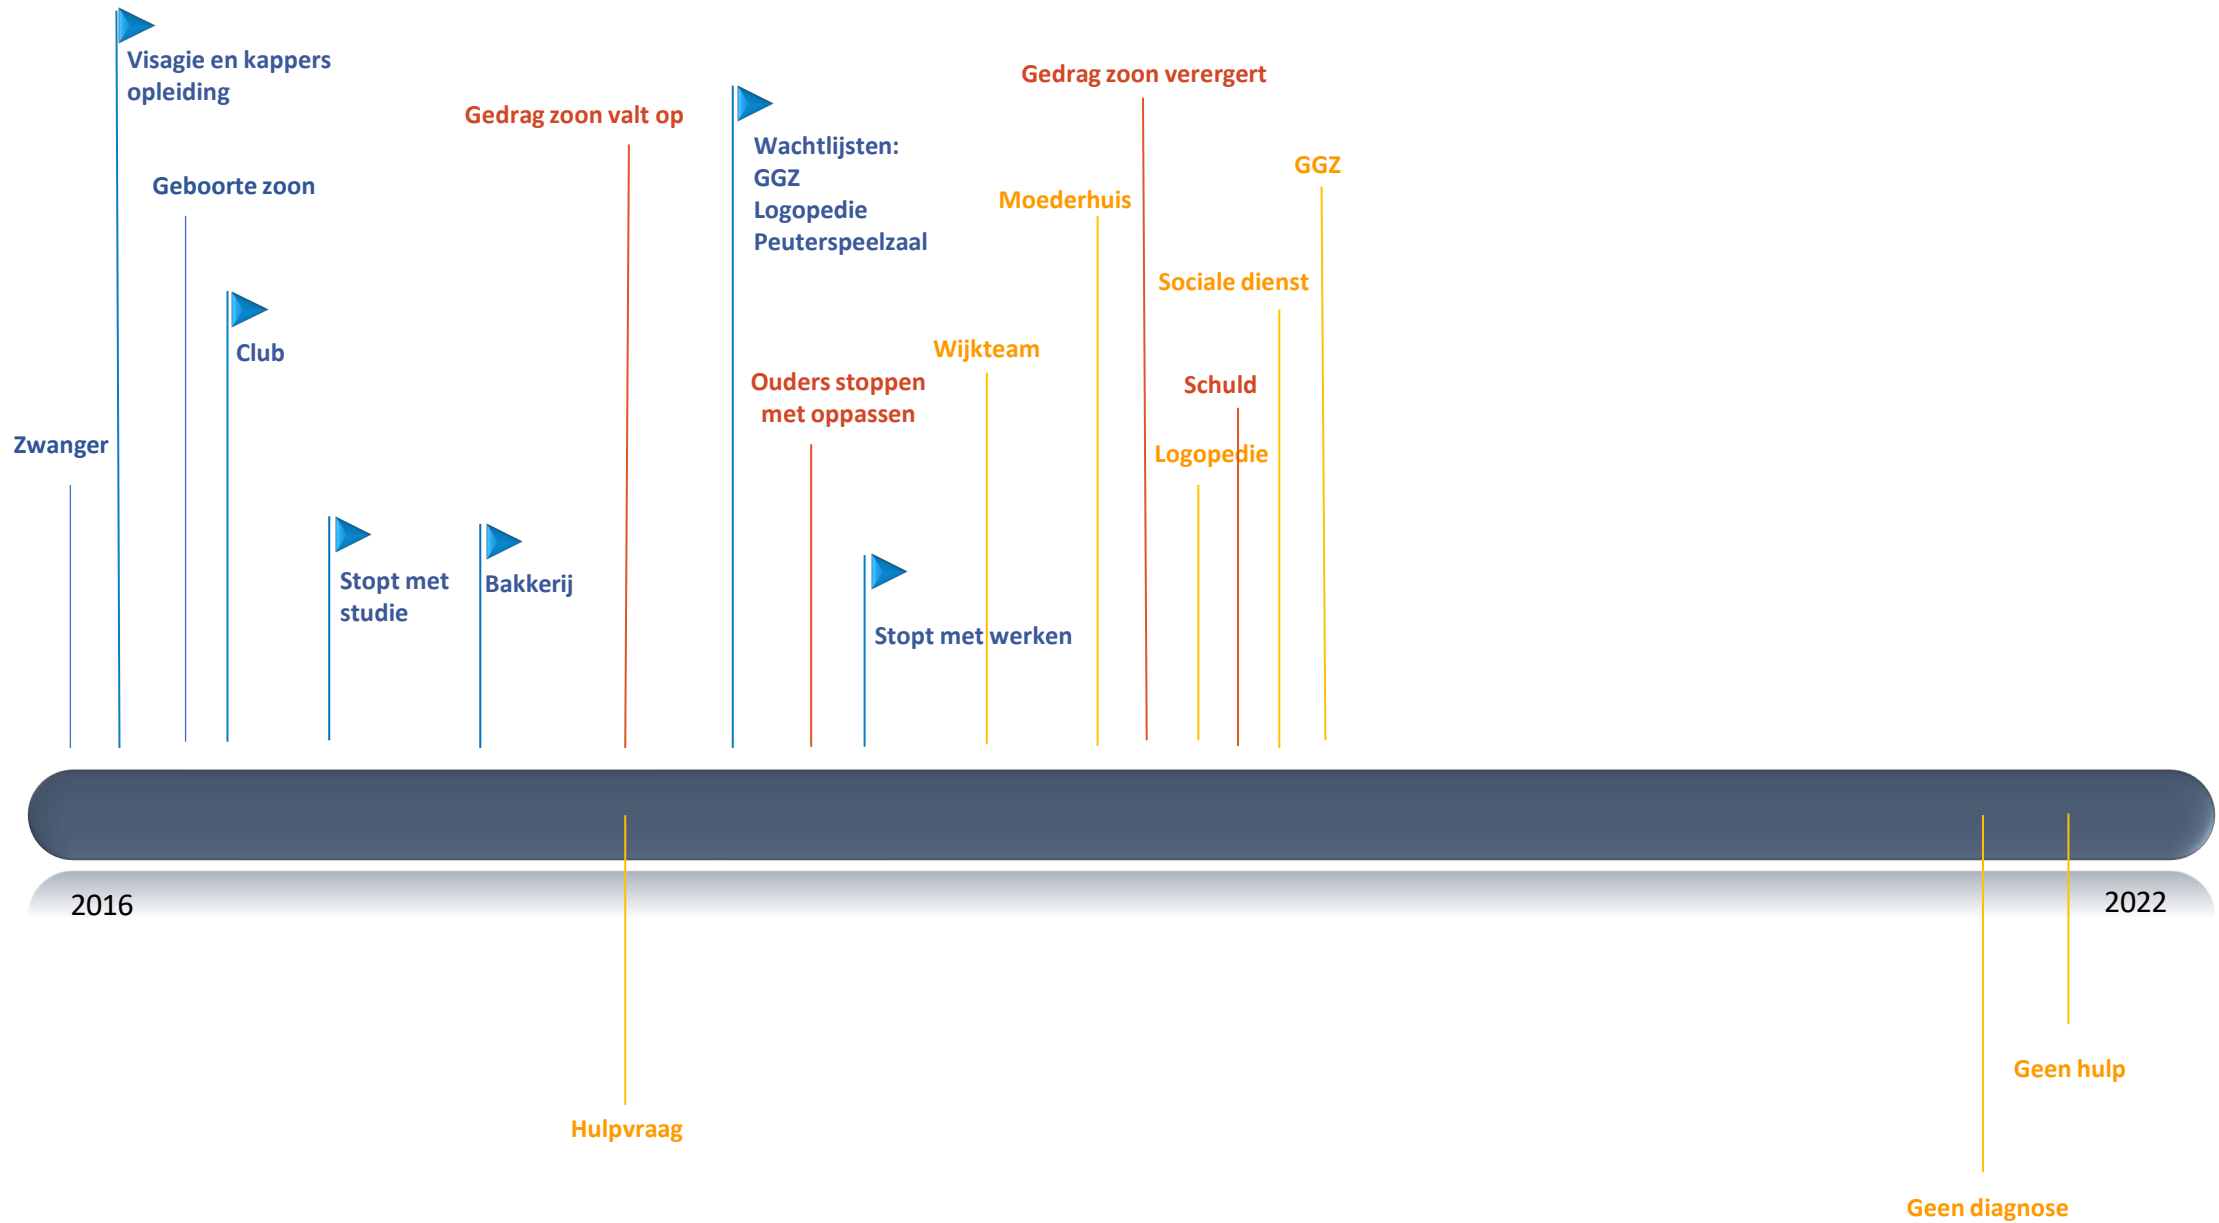 Visagie en kappers
opleiding
Gedrag zoon verergert
Gedrag zoon valt op
Wachtlijsten:
GGZ
Logopedie
Peuterspeelzaal
GGZ
Geboorte zoon
Moederhuis
Sociale dienst
Club
Wijkteam
Ouders stoppen
met oppassen
Schuld
Zwanger
Logopedie
Stopt met
studie
Bakkerij
Stopt met werken
2016
2022
Geen hulp
Hulpvraag
Geen diagnose